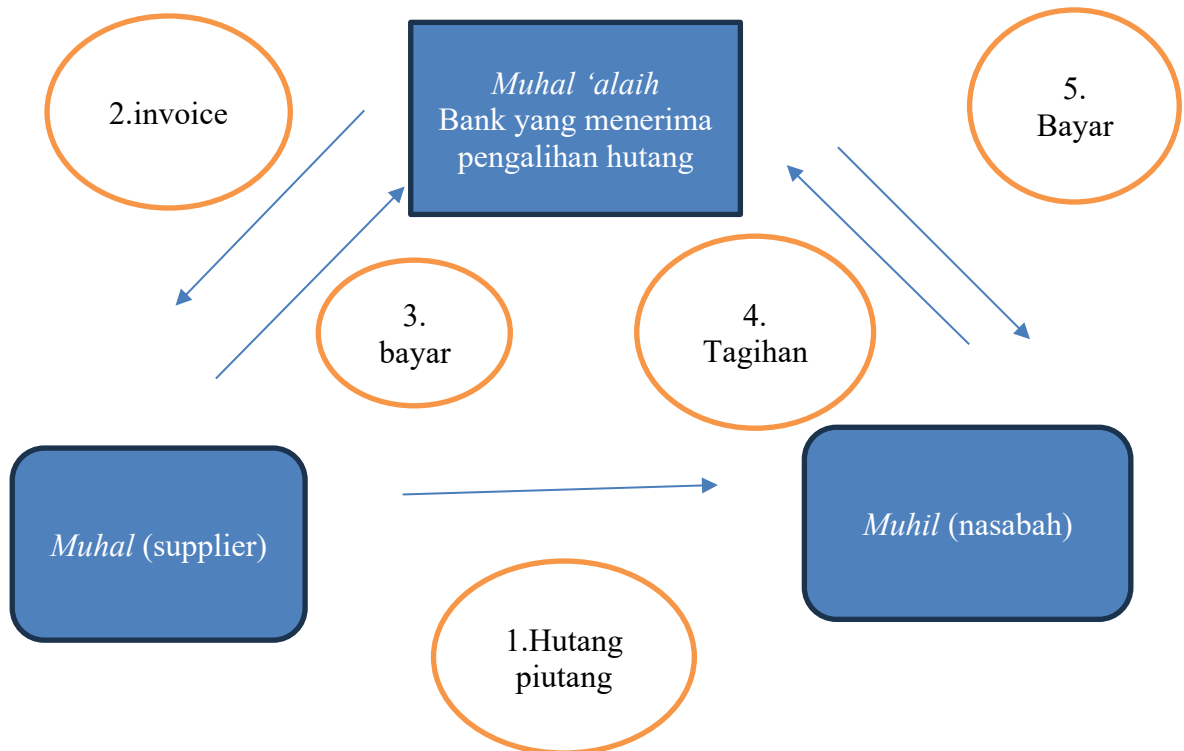 2.invoice
Muhal ‘alaih
Bank yang menerima
pengalihan hutang
5.
Bayar
3.
bayar
4.
Tagihan
Muhal (supplier)
Muhil (nasabah)
1.Hutang
piutang